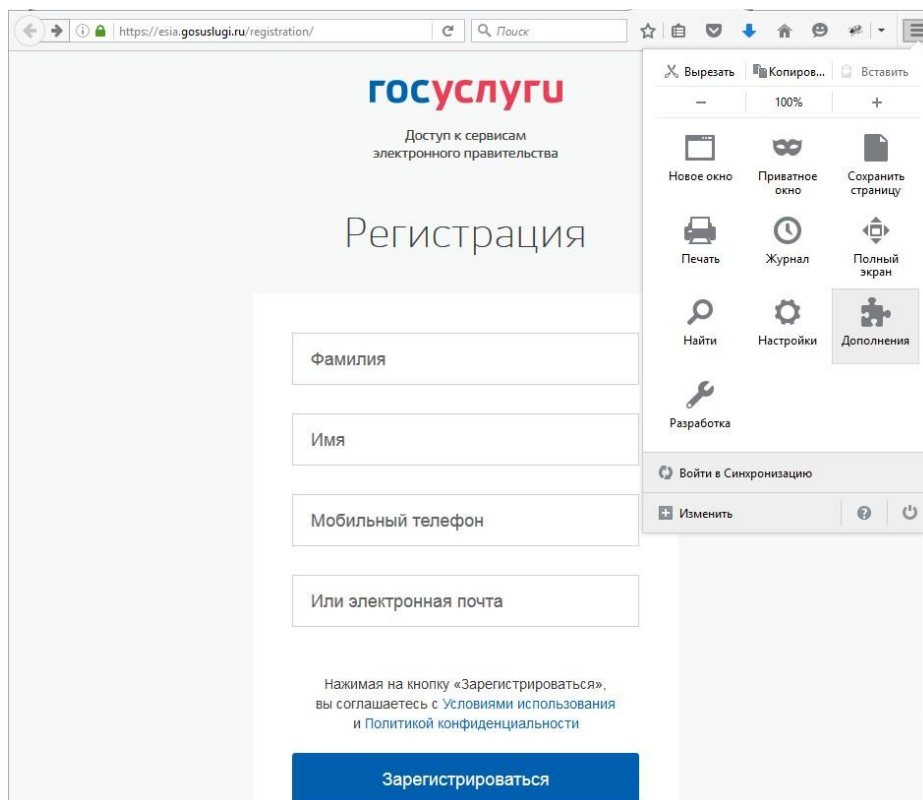 https://esia.gosuslugi.ru/registration/
Поиск
госуслуги
Доступ к сервисам
электронного правительства
Регистрация
Фамилия
Имя
Мобильный телефон
Или электронная почта
Нажимая на кнопку «Зарегистрироваться»,
вы соглашаетесь с Условиями использования
и Политикой конфиденциальности
Зарегистрироваться
Вырезать Копиров... Вставить
− 100% +
Новое окно
Приватное
окно
Сохранить
страницу
Печать
Журнал
Полный
экран
Найти
Настройки
Дополнения
Разработка
Войти в Синхронизацию
Изменить